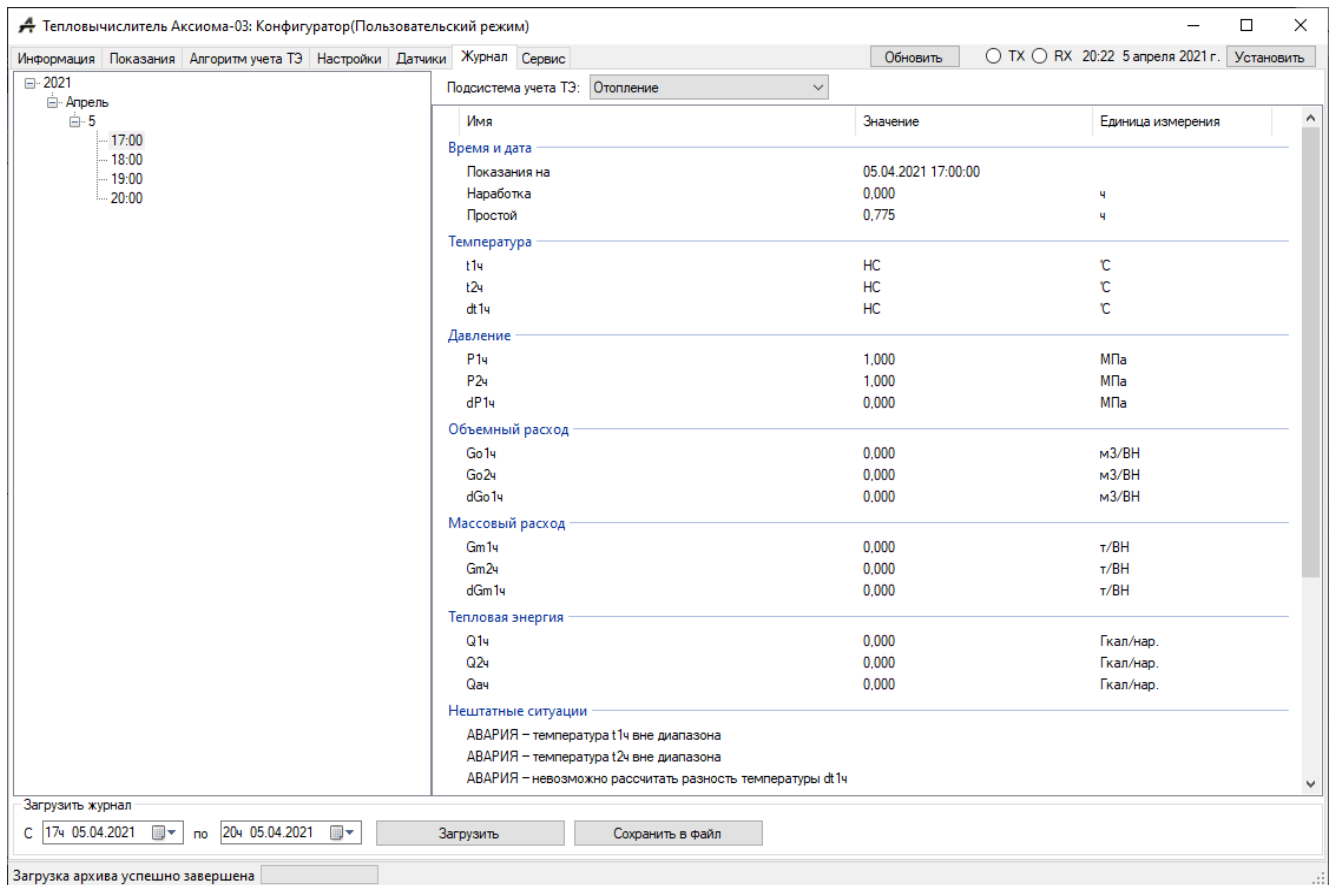 Тепловычислитель Аксиома-03: Конфигуратор(Пользовательский режим)
Информация Показания Алгоритм учета ТЭ Настройки Датчики Журнал Сервис Обновить TX RX 20:22 5 апреля 2021 г. Установить
2021
Апрель
5
17:00
18:00
19:00
20:00
Подсистема учета ТЭ: Отопление
Имя Значение Единица измерения
Время и дата
Показания на 05.04.2021 17:00:00
Наработка 0,000 ч
Простой 0,775 ч
Температура
t1ч НС °C
t2ч НС °C
dt1ч НС °C
Давление
P1ч 1,000 МПа
P2ч 1,000 МПа
dP1ч 0,000 МПа
Объемный расход
Go1ч 0,000 м3/ВН
Go2ч 0,000 м3/ВН
dGo1ч 0,000 м3/ВН
Массовый расход
Gm1ч 0,000 т/ВН
Gm2ч 0,000 т/ВН
dGm1ч 0,000 т/ВН
Тепловая энергия
Q1ч 0,000 Гкал/нар.
Q2ч 0,000 Гкал/нар.
Qач 0,000 Гкал/нар.
Нештатные ситуации
АВАРИЯ – температура t1ч вне диапазона
АВАРИЯ – температура t2ч вне диапазона
АВАРИЯ – невозможно рассчитать разность температуры dt1ч
Загрузить журнал
С 17ч 05.04.2021 по 20ч 05.04.2021 Загрузить Сохранить в файл
Загрузка архива успешно завершена